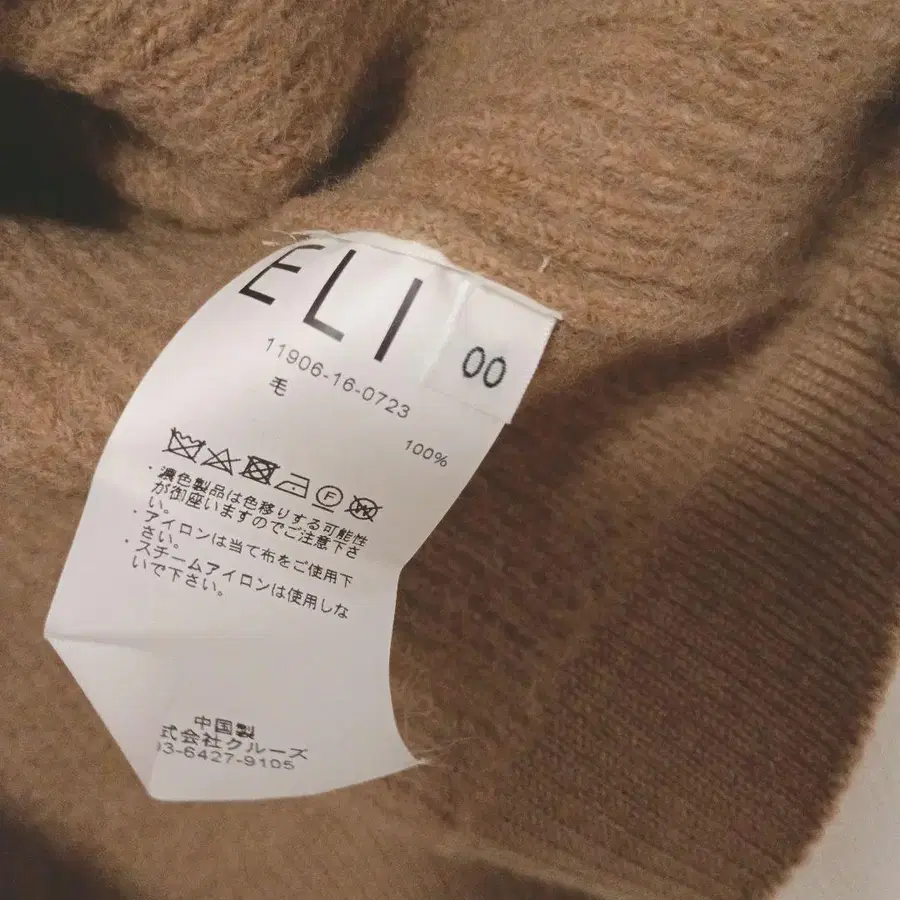 ELI
00
11906-16-0723
毛
100%
F
W
・濃色製品は色移りする可能性
が御座いますのでご注意下さ
い。
・アイロンは当て布をご使用下
さい。
・スチームアイロンは使用しな
いで下さい。
中国製
式会社クルーズ
03-6427-9105